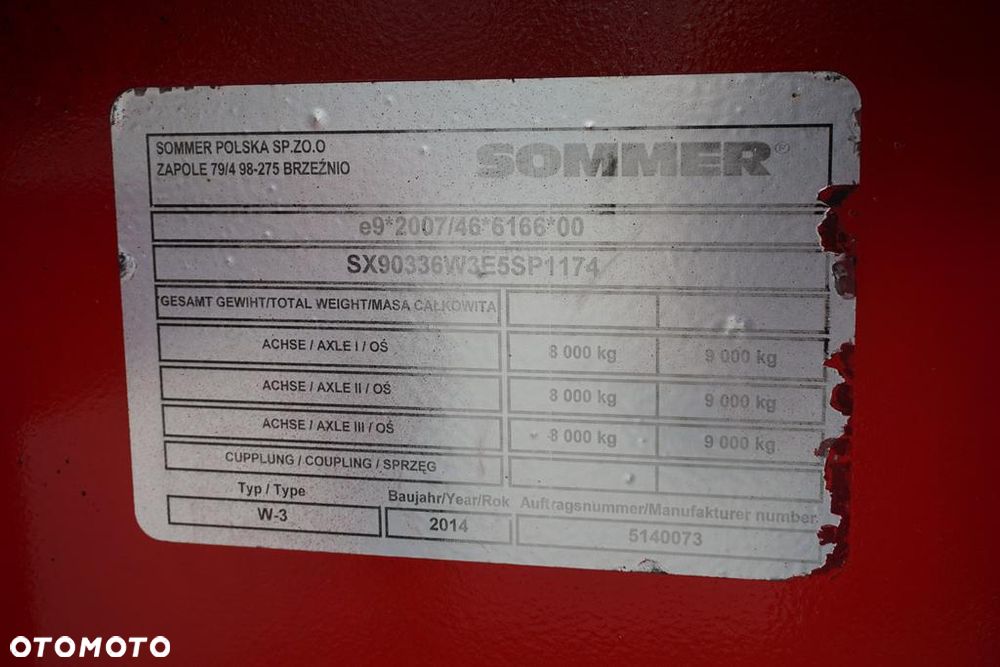 SOMMER POLSKA SP.ZO.O
ZAPOLE 79/4 98-275 BRZEŹNIO
SOMMER®
e9*2007/46*6166*00
SX90336W3E5SP1174
GESAMT GEWIHT/TOTAL WEIGHT/MASA CAŁKOWITA
ACHSE / AXLE I / OŚ 8 000 kg 9 000 kg
ACHSE / AXLE II / OŚ 8 000 kg 9 000 kg
ACHSE / AXLE III / OŚ 8 000 kg 9 000 kg
CUPPLUNG / COUPLING / SPRZĘG
Typ / Type Baujahr/Year/Rok Auftragsnummer/Manufakturer number
W-3 2014 5140073
OTOMOTO